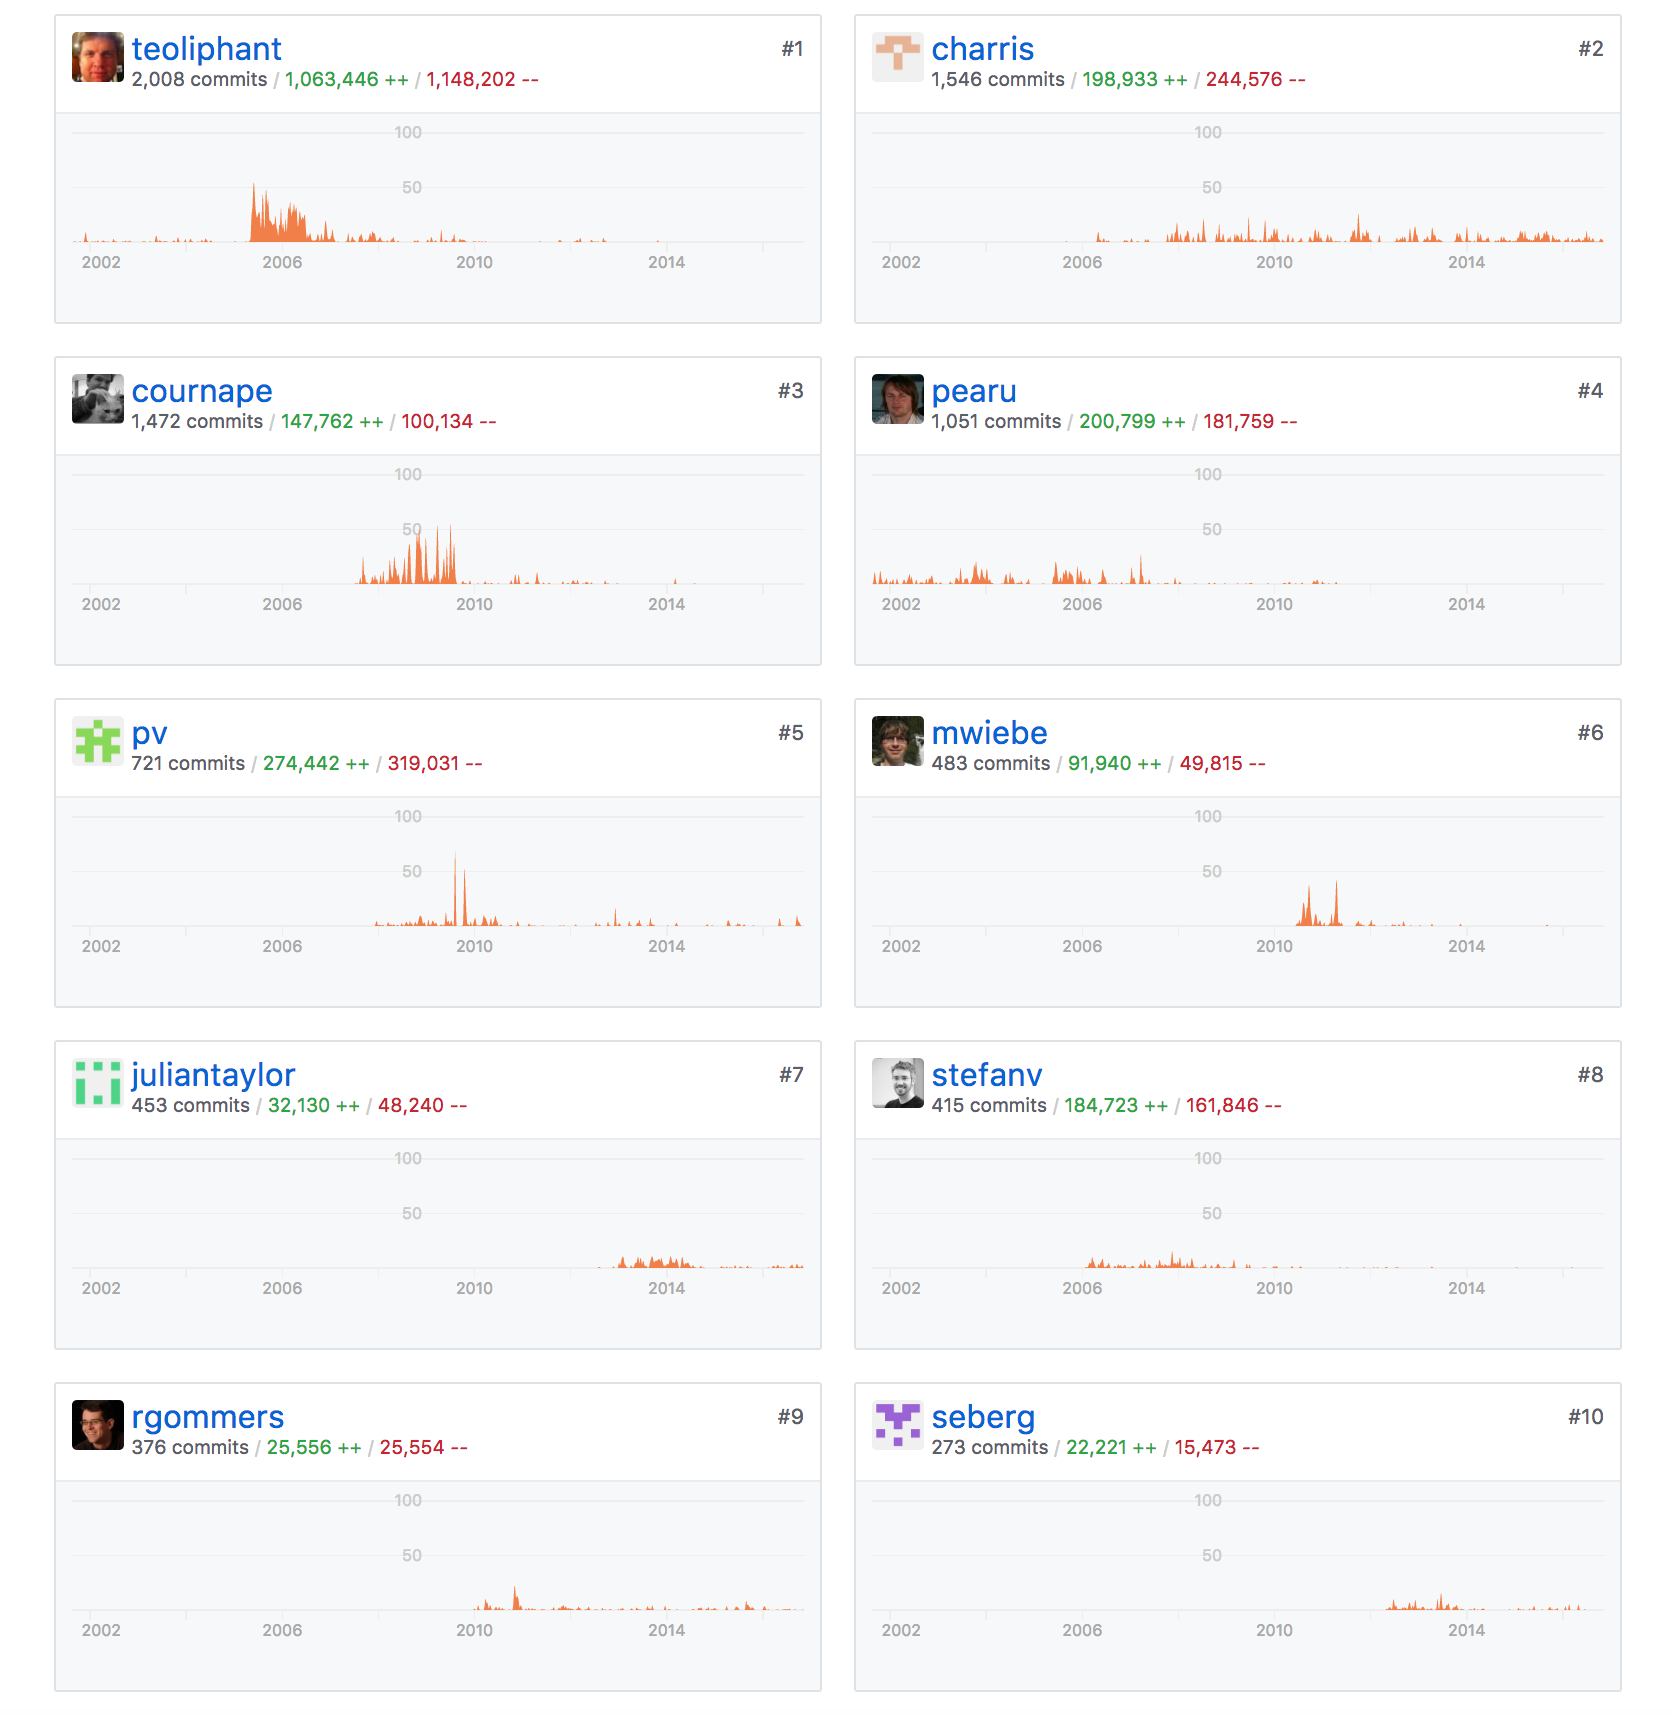 teoliphant #1
2,008 commits / 1,063,446 ++ / 1,148,202 --
100
50
2002 2006 2010 2014
charris #2
1,546 commits / 198,933 ++ / 244,576 --
100
50
2002 2006 2010 2014
cournape #3
1,472 commits / 147,762 ++ / 100,134 --
100
50
2002 2006 2010 2014
pearu #4
1,051 commits / 200,799 ++ / 181,759 --
100
50
2002 2006 2010 2014
pv #5
721 commits / 274,442 ++ / 319,031 --
100
50
2002 2006 2010 2014
mwiebe #6
483 commits / 91,940 ++ / 49,815 --
100
50
2002 2006 2010 2014
juliantaylor #7
453 commits / 32,130 ++ / 48,240 --
100
50
2002 2006 2010 2014
stefanv #8
415 commits / 184,723 ++ / 161,846 --
100
50
2002 2006 2010 2014
rgommers #9
376 commits / 25,556 ++ / 25,554 --
100
50
2002 2006 2010 2014
seberg #10
273 commits / 22,221 ++ / 15,473 --
100
50
2002 2006 2010 2014